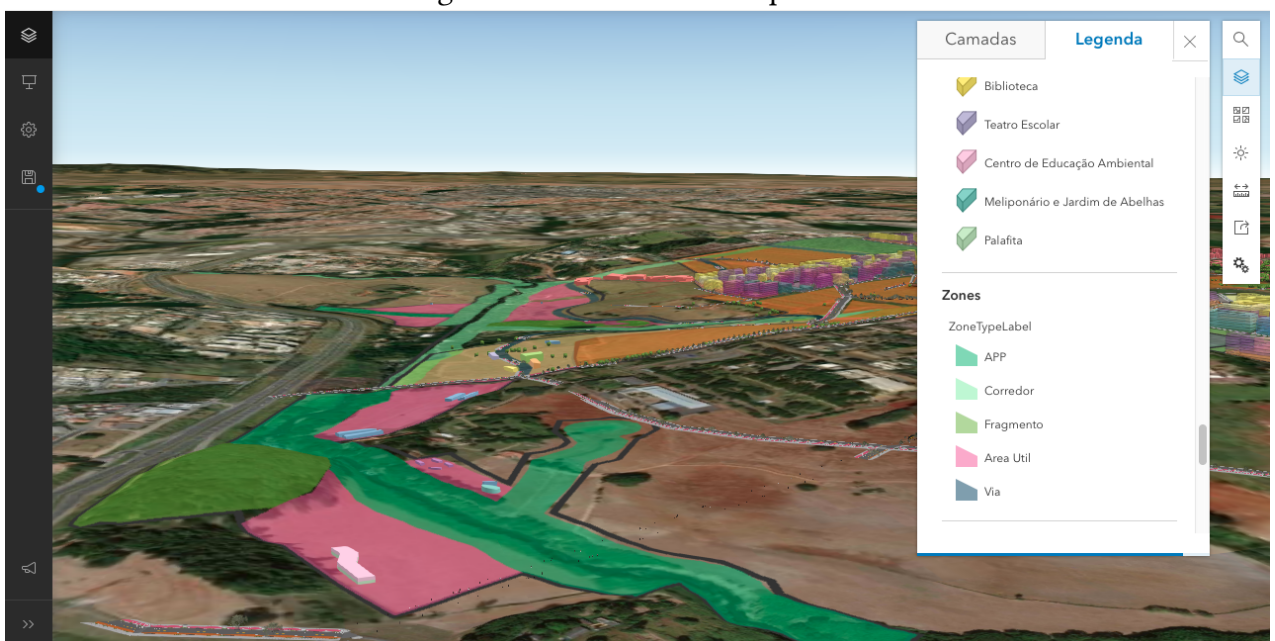 Camadas
Legenda
Biblioteca
Teatro Escolar
Centro de Educação Ambiental
Meliponário e Jardim de Abelhas
Palafita
Zones
ZoneTypeLabel
APP
Corredor
Fragmento
Area Util
Via